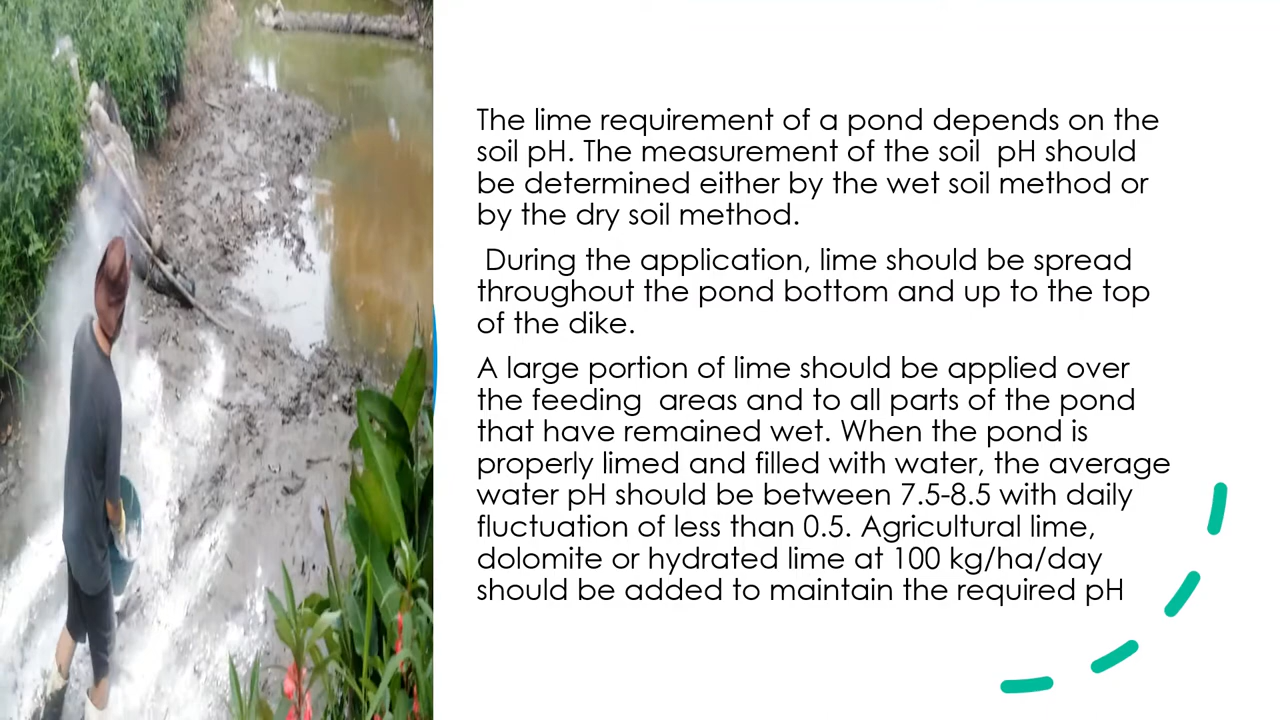 The lime requirement of a pond depends on the
soil pH. The measurement of the soil  pH should
be determined either by the wet soil method or
by the dry soil method.
During the application, lime should be spread
throughout the pond bottom and up to the top
of the dike.
A large portion of lime should be applied over
the feeding  areas and to all parts of the pond
that have remained wet. When the pond is
properly limed and filled with water, the average
water pH should be between 7.5-8.5 with daily
fluctuation of less than 0.5. Agricultural lime,
dolomite or hydrated lime at 100 kg/ha/day
should be added to maintain the required pH